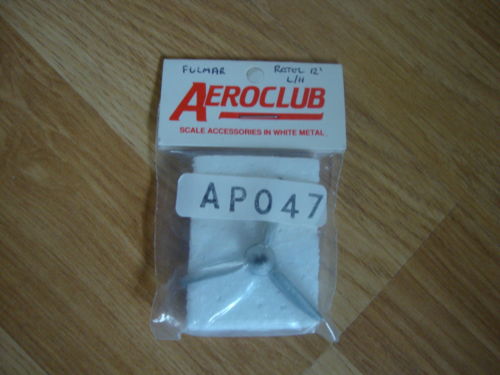 FULMAR ROTOL 12'
L/H
AEROCLUB
SCALE ACCESSORIES IN WHITE METAL
AP047